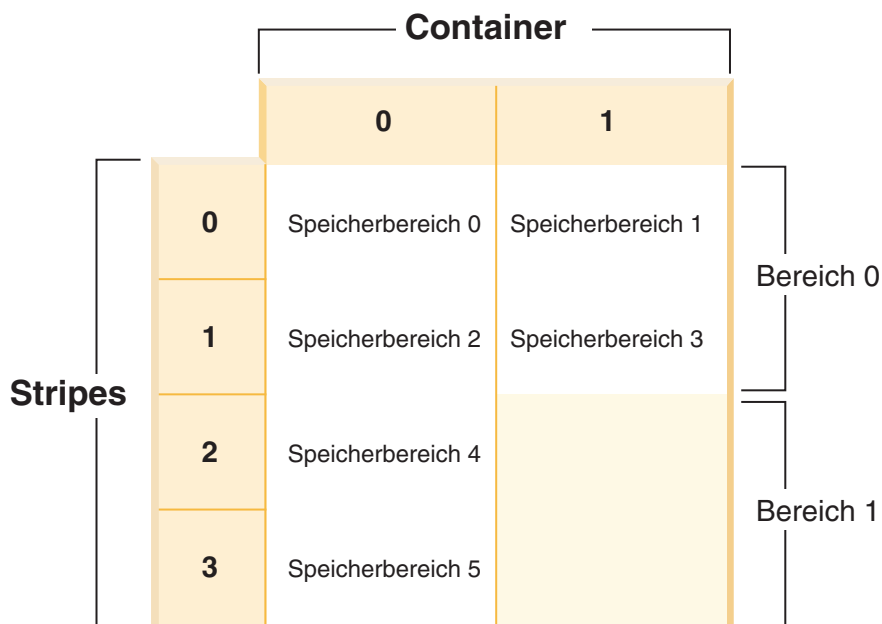 Container
0 1
0 Speicherbereich 0 Speicherbereich 1
Bereich 0
1 Speicherbereich 2 Speicherbereich 3
Stripes
2 Speicherbereich 4
Bereich 1
3 Speicherbereich 5